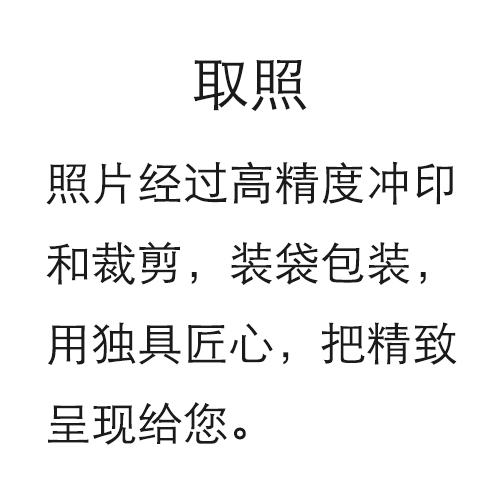 取照
照片经过高精度冲印
和裁剪，装袋包装，
用独具匠心，把精致
呈现给您。